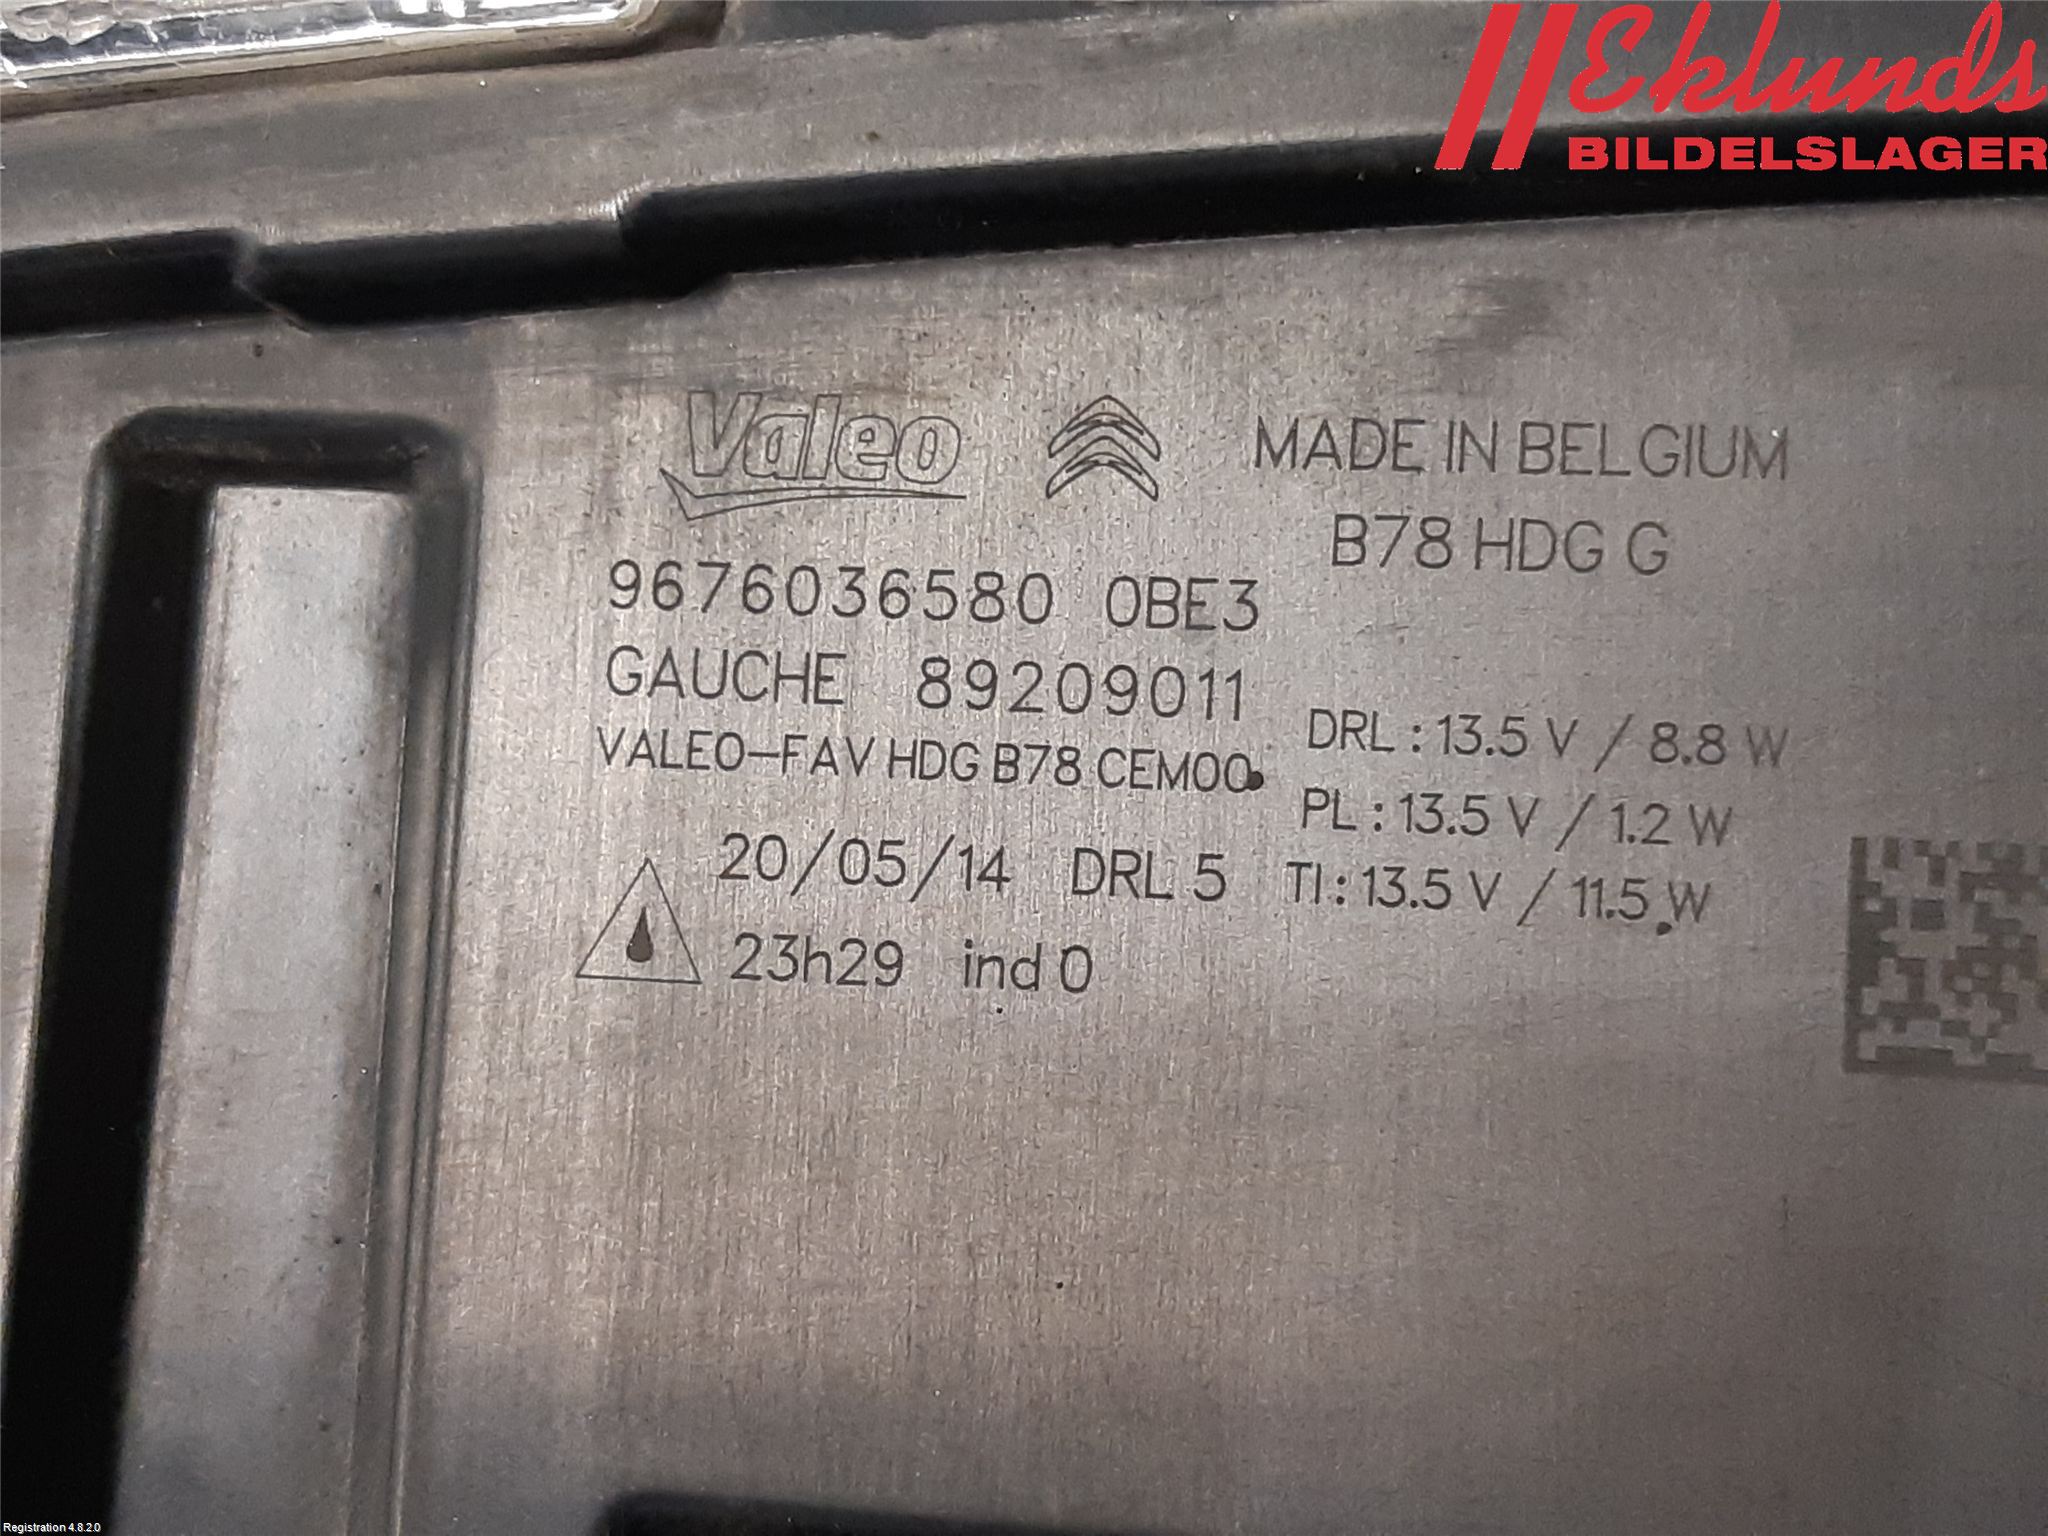 Eklunds
BILDELSLAGER
Valeo
MADE IN BELGIUM
B78 HDG G
9676036580 0BE3
GAUCHE 89209011
VALEO-FAV HDG B78 CEM00
DRL : 13.5 V / 8.8 W
PL : 13.5 V / 1.2 W
TI : 13.5 V / 11.5 W
20/05/14 DRL 5
23h29 ind 0
Registration 4.8.2.0